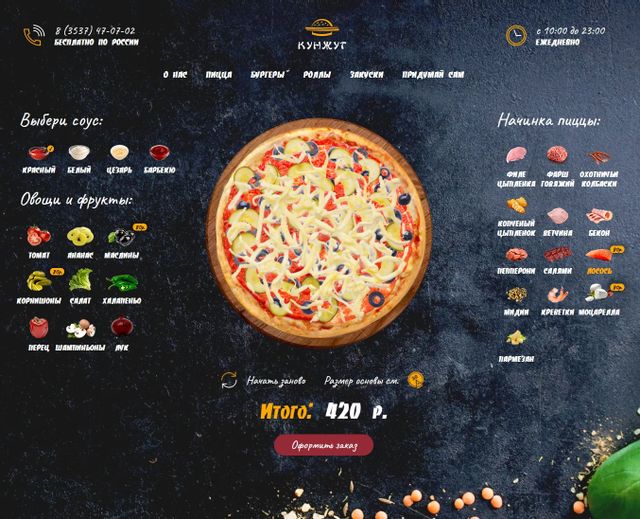 8 (3537) 47-07-02
БЕСПЛАТНО ПО РОССИИ
КУНЖУТ
с 10:00 до 23:00
ЕЖЕДНЕВНО
О НАС ПИЦЦА БУРГЕРЫ РОЛЛЫ ЗАКУСКИ ПРИДУМАЙ САМ
Выбери соус:
КРАСНЫЙ БЕЛЫЙ ЦЕЗАРЬ БАРБЕКЮ
Овощи и фрукты:
ТОМАТ АНАНАС МАСЛИНЫ
КОРНИШОНЫ САЛАТ ХАЛАПЕНЬО
ПЕРЕЦ ШАМПИНЬОНЫ ЛУК
Начинка пиццы:
ФИЛЕ ЦЫПЛЕНКА
ФАРШ ГОВЯЖИЙ
ОХОТНИЧЬИ КОЛБАСКИ
КОПЧЕНЫЙ ЦЫПЛЕНОК
ВЕТЧИНА
БЕКОН
ПЕППЕРОНИ САЛЯМИ ЛОСОСЬ
МИДИИ КРЕВЕТКИ МОЦАРЕЛЛА
ПАРМЕЗАН
Начать заново Размер основы см.
Итого: 420 р.
Оформить заказ